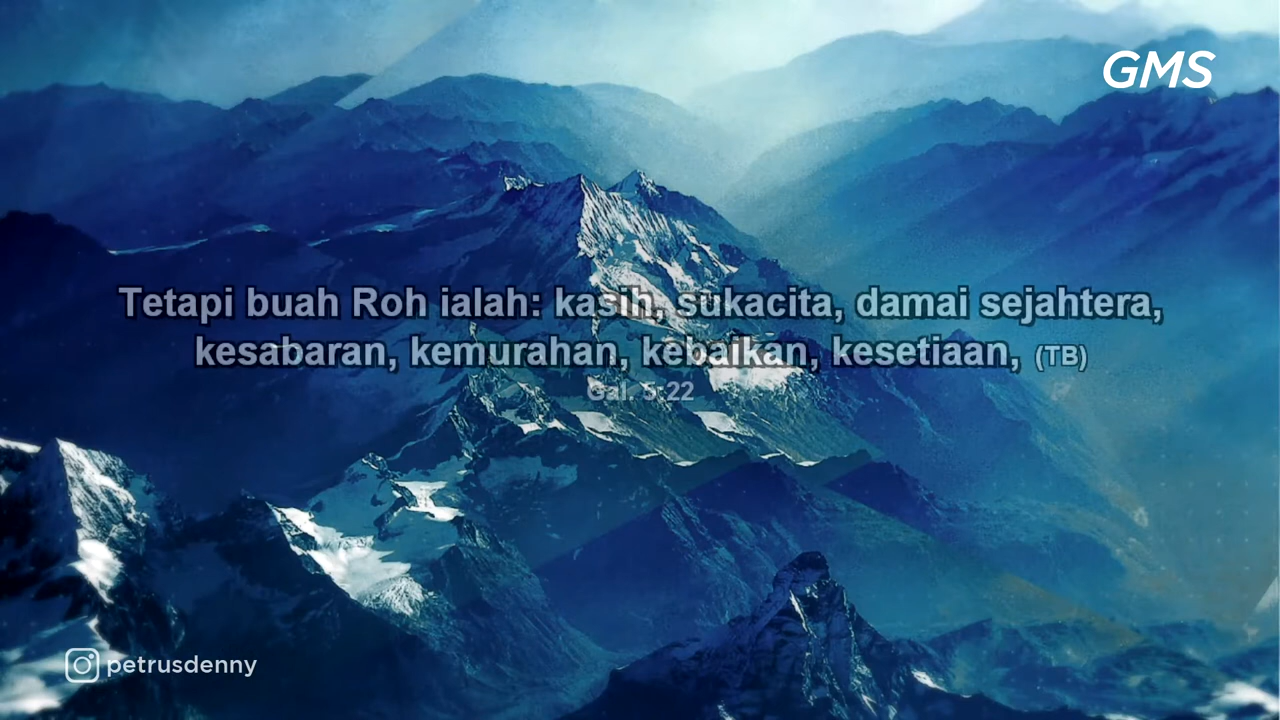 GMS
Tetapi buah Roh ialah: kasih, sukacita, damai sejahtera,
kesabaran, kemurahan, kebaikan, kesetiaan, (TB)
Gal. 5:22
petrusdenny